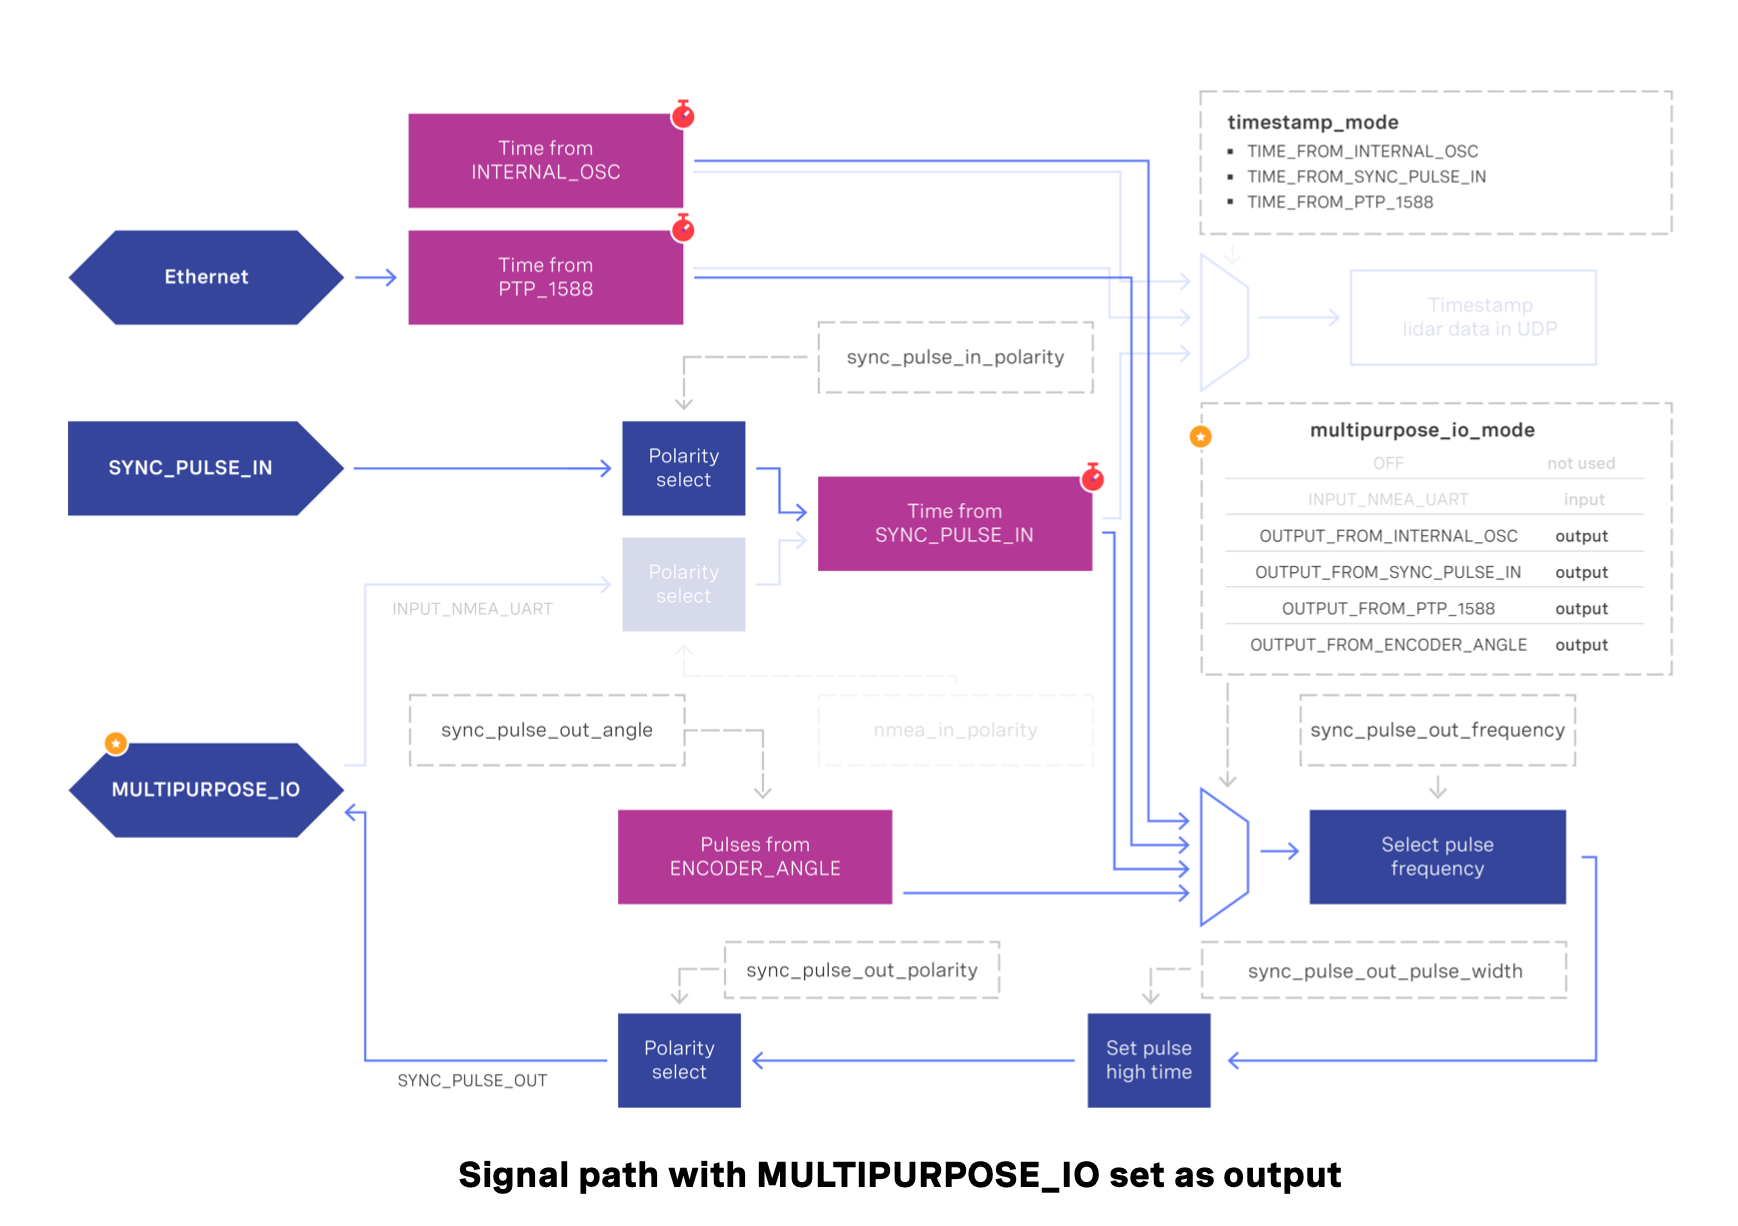 Time from
INTERNAL_OSC
timestamp_mode
▪ TIME_FROM_INTERNAL_OSC
▪ TIME_FROM_SYNC_PULSE_IN
▪ TIME_FROM_PTP_1588
Ethernet
Time from
PTP_1588
Timestamp
lidar data in UDP
sync_pulse_in_polarity
SYNC_PULSE_IN
Polarity
select
Time from
SYNC_PULSE_IN
multipurpose_io_mode
OFF not used
INPUT_NMEA_UART input
OUTPUT_FROM_INTERNAL_OSC output
OUTPUT_FROM_SYNC_PULSE_IN output
OUTPUT_FROM_PTP_1588 output
OUTPUT_FROM_ENCODER_ANGLE output
Polarity
select
INPUT_NMEA_UART
sync_pulse_out_angle
nmea_in_polarity
sync_pulse_out_frequency
MULTIPURPOSE_IO
Pulses from
ENCODER_ANGLE
Select pulse
frequency
sync_pulse_out_polarity
sync_pulse_out_pulse_width
Polarity
select
Set pulse
high time
SYNC_PULSE_OUT
Signal path with MULTIPURPOSE_IO set as output